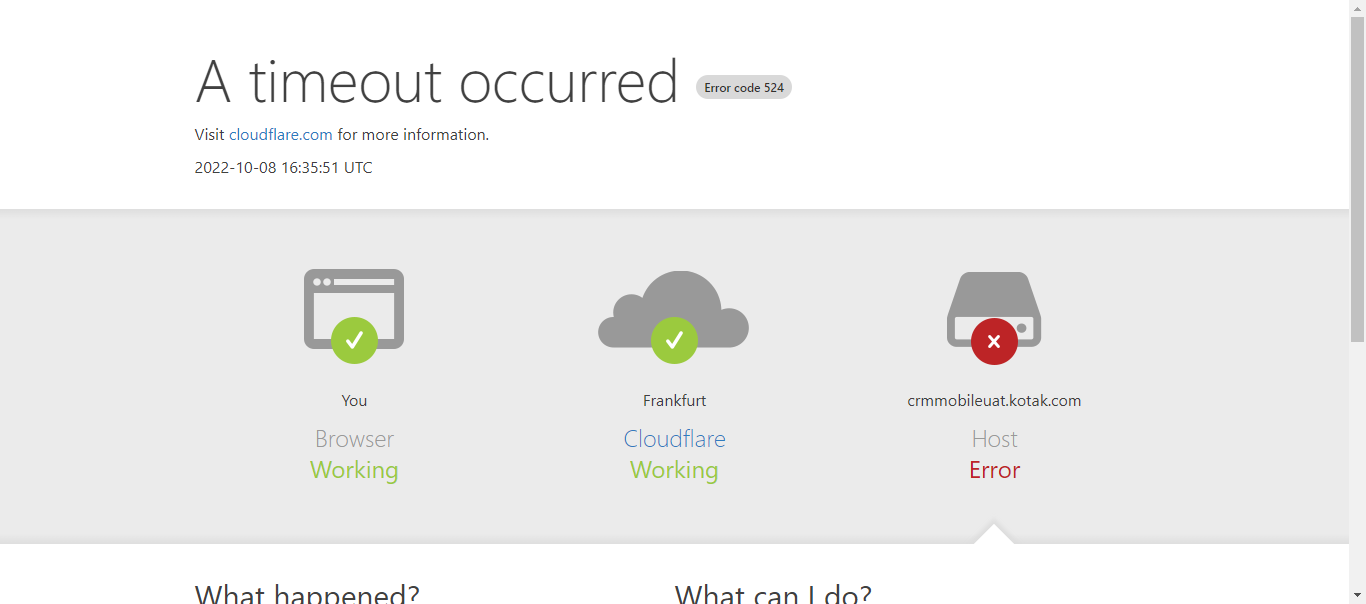 A timeout occurred Error code 524
Visit cloudflare.com for more information.
2022-10-08 16:35:51 UTC
You
Browser
Working
Frankfurt
Cloudflare
Working
crmmobileuat.kotak.com
Host
Error
What happened?
What can I do?